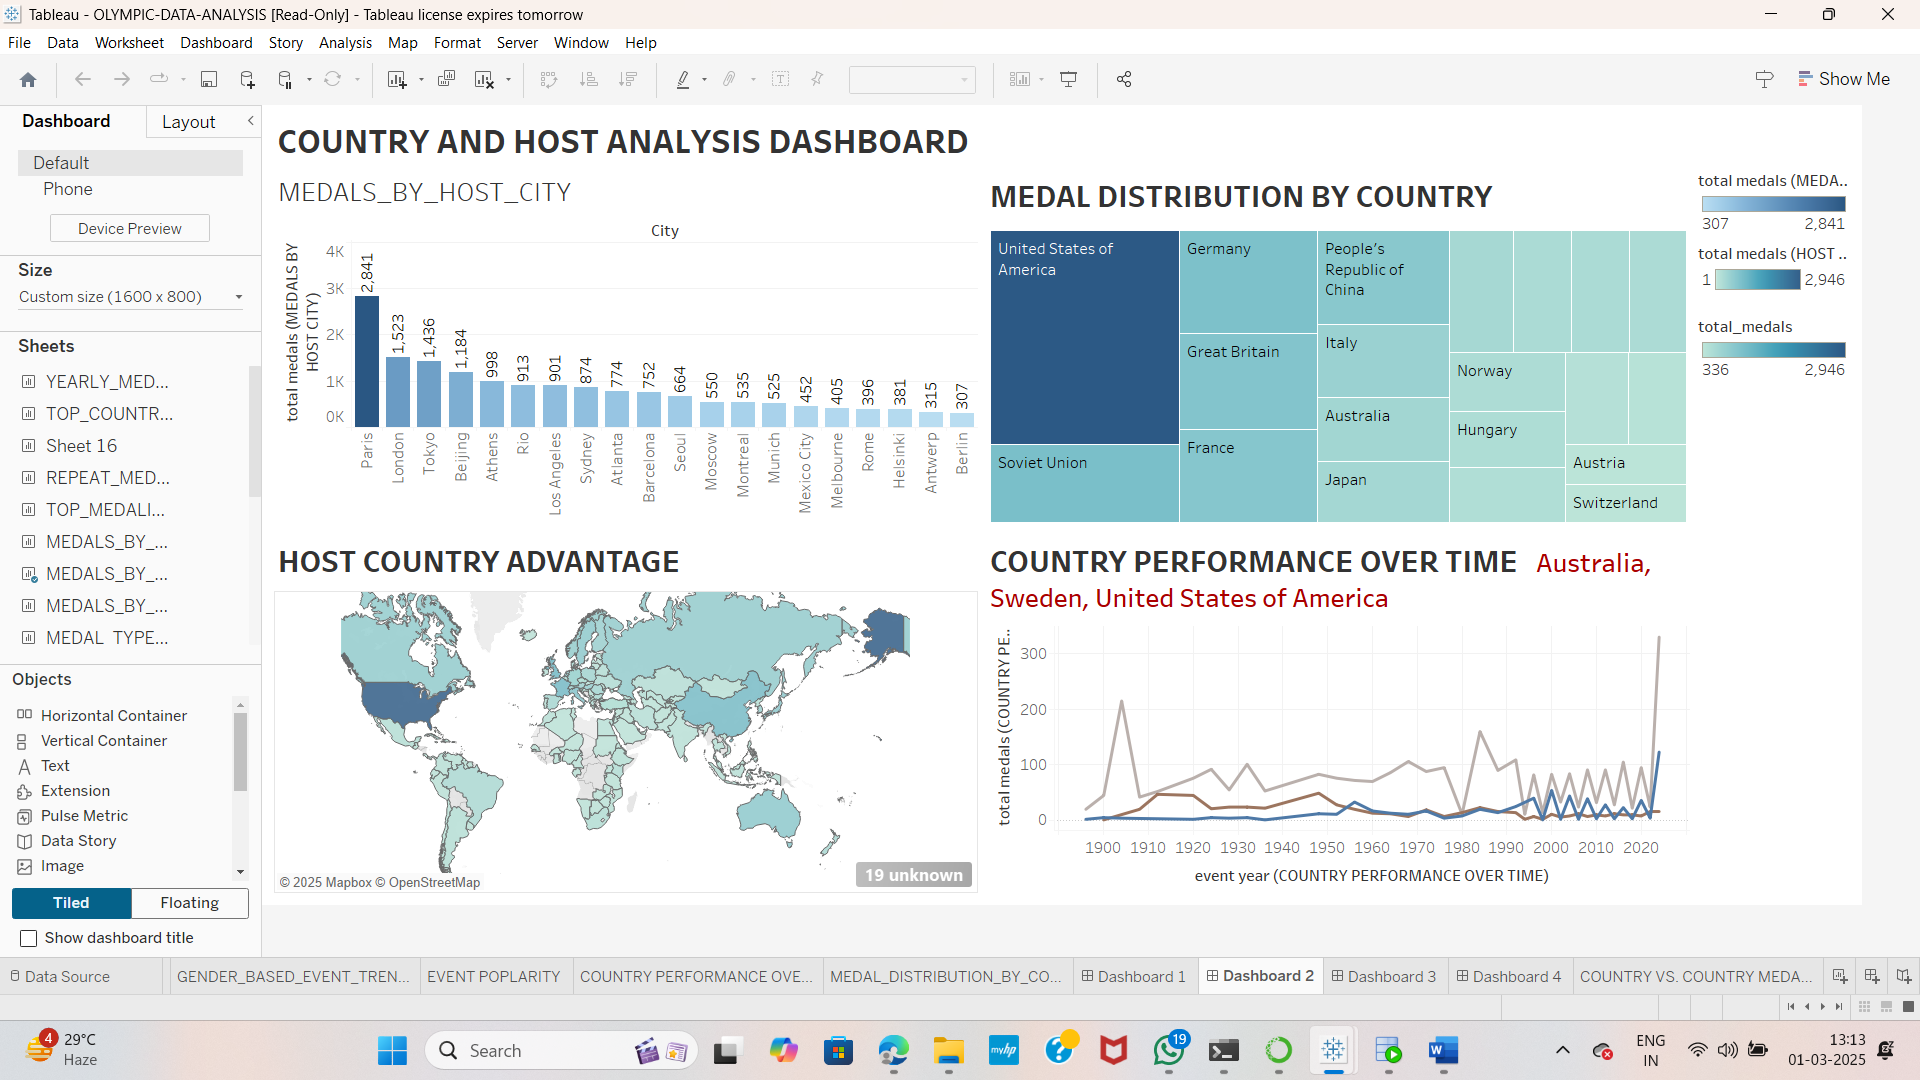 Tableau - OLYMPIC-DATA-ANALYSIS [Read-Only] - Tableau license expires tomorrow
File Data Worksheet Dashboard Story Analysis Map Format Server Window Help
Show Me
Dashboard
Layout
Default
Phone
Device Preview
Size
Custom size (1600 x 800)
Sheets
YEARLY_MED...
TOP_COUNTR...
Sheet 16
REPEAT_MED...
TOP_MEDALI...
MEDALS_BY_...
MEDALS_BY_...
MEDALS_BY_...
MEDAL TYPE...
Objects
Horizontal Container
Vertical Container
Text
Extension
Pulse Metric
Data Story
Image
Tiled
Floating
Show dashboard title
COUNTRY AND HOST ANALYSIS DASHBOARD
MEDALS_BY_HOST_CITY
City
total medals (MEDALS BY
HOST CITY)
4K
3K
2K
1K
0K
2,841 1,523 1,436 1,184 998 913 901 874 774 752 664 550 535 525 452 405 396 381 315 307
Paris London Tokyo Beijing Athens Rio Los Angeles Sydney Atlanta Barcelona Seoul Moscow Montreal Munich Mexico City Melbourne Rome Helsinki Antwerp Berlin
MEDAL DISTRIBUTION BY COUNTRY
United States of
America
Soviet Union
Germany
Great Britain
France
People's
Republic of
China
Italy
Australia
Japan
Norway
Hungary
Austria
Switzerland
total medals (MEDA..
307 2,841
total medals (HOST ..
1 2,946
total_medals
336 2,946
HOST COUNTRY ADVANTAGE
© 2025 Mapbox © OpenStreetMap
19 unknown
COUNTRY PERFORMANCE OVER TIME Australia,
Sweden, United States of America
total medals (COUNTRY PE..
300
200
100
0
1900 1910 1920 1930 1940 1950 1960 1970 1980 1990 2000 2010 2020
event year (COUNTRY PERFORMANCE OVER TIME)
Data Source
GENDER_BASED_EVENT_TREN...
EVENT POPLARITY
COUNTRY PERFORMANCE OVE...
MEDAL_DISTRIBUTION_BY_CO...
Dashboard 1
Dashboard 2
Dashboard 3
Dashboard 4
COUNTRY VS. COUNTRY MEDA...
4
29°C
Haze
Search
myhp
19
ENG
IN
13:13
01-03-2025